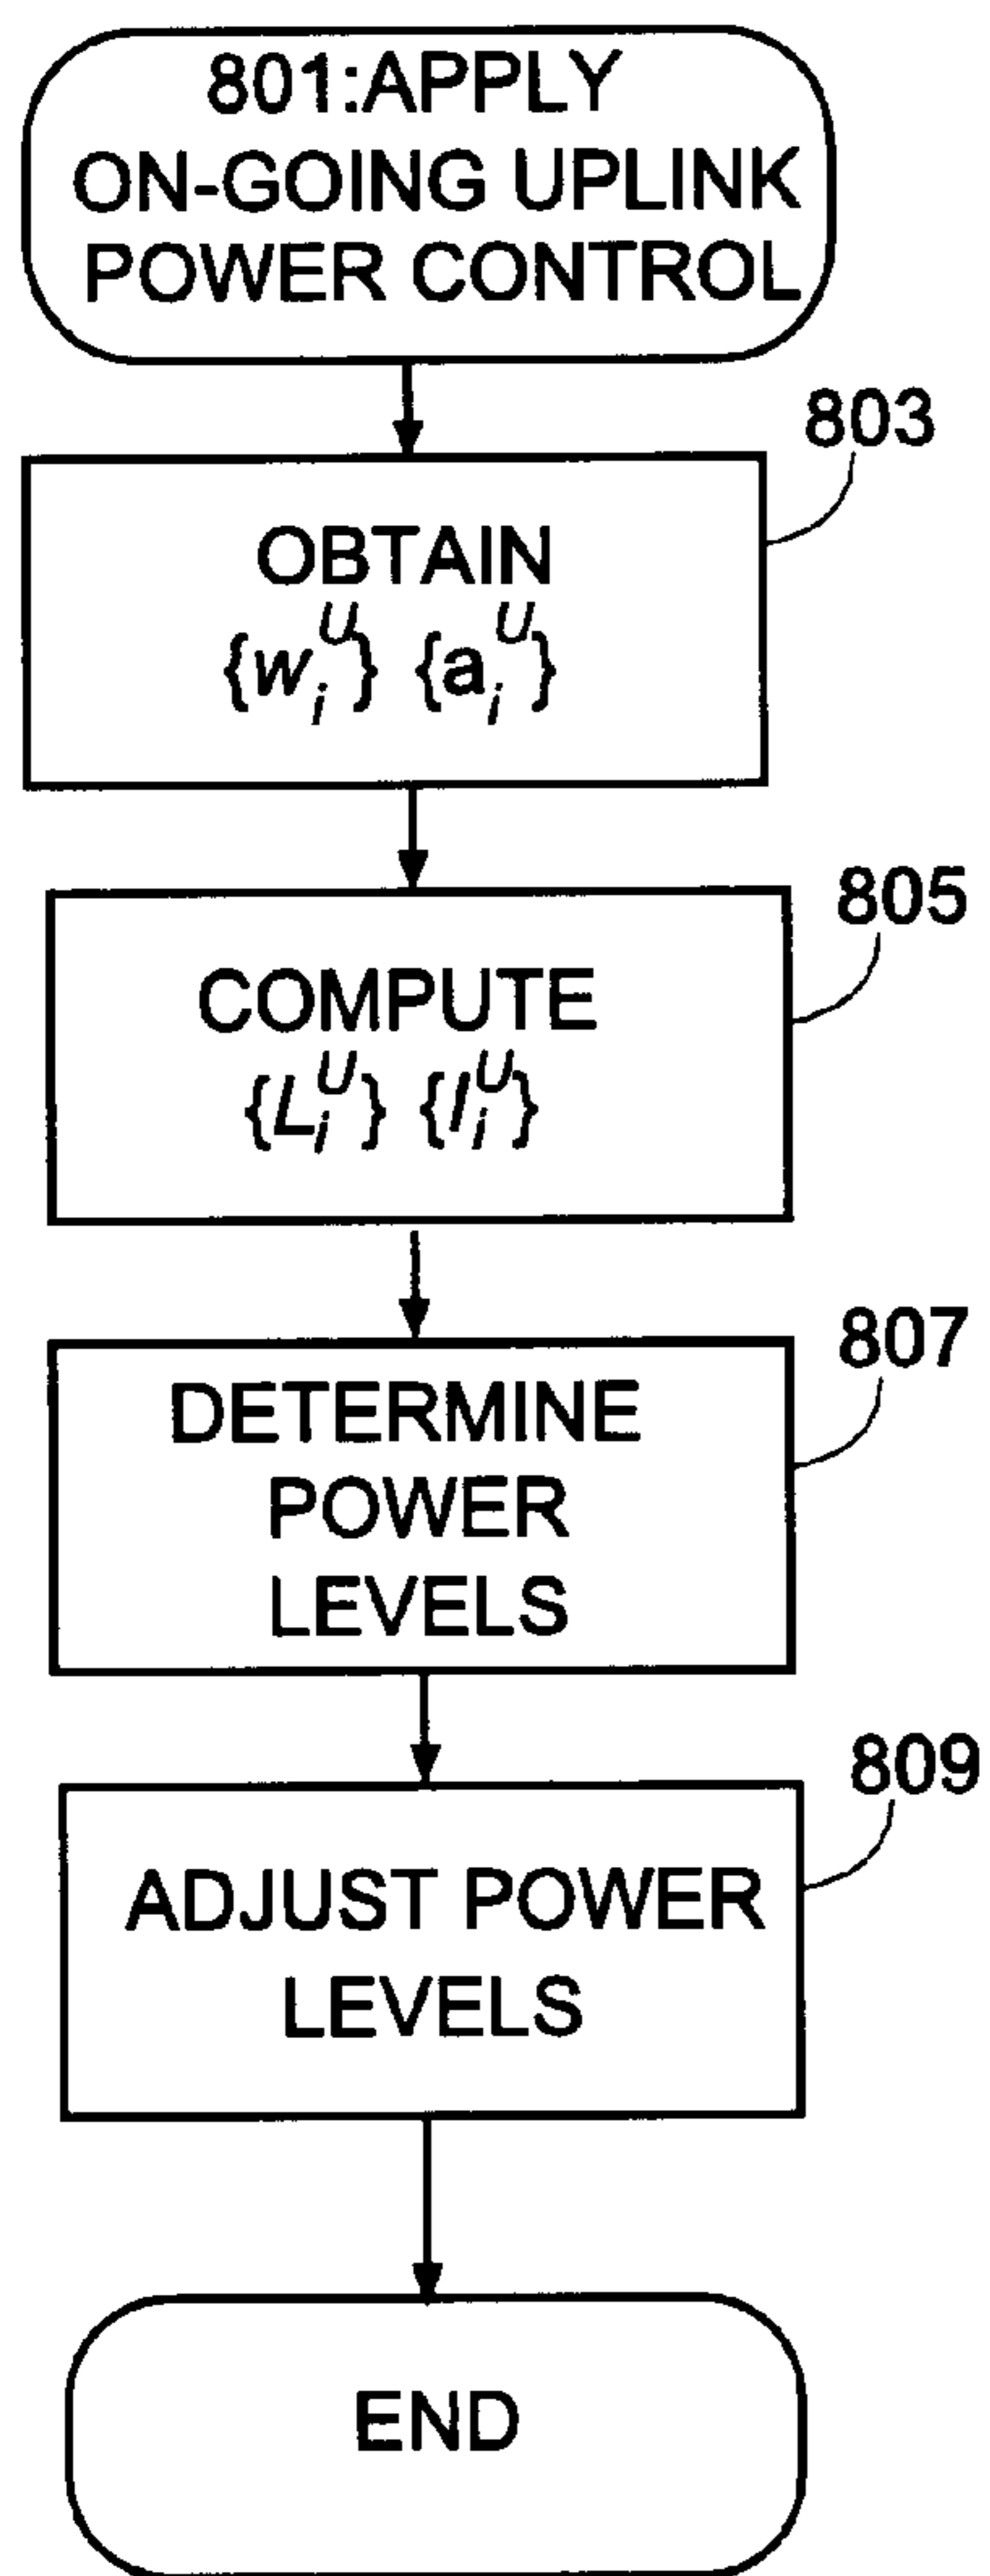 801:APPLY
ON-GOING UPLINK
POWER CONTROL
803
OBTAIN
{w_i^U} {a_i^U}
805
COMPUTE
{L_i^U} {I_i^U}
807
DETERMINE
POWER
LEVELS
809
ADJUST POWER
LEVELS
END